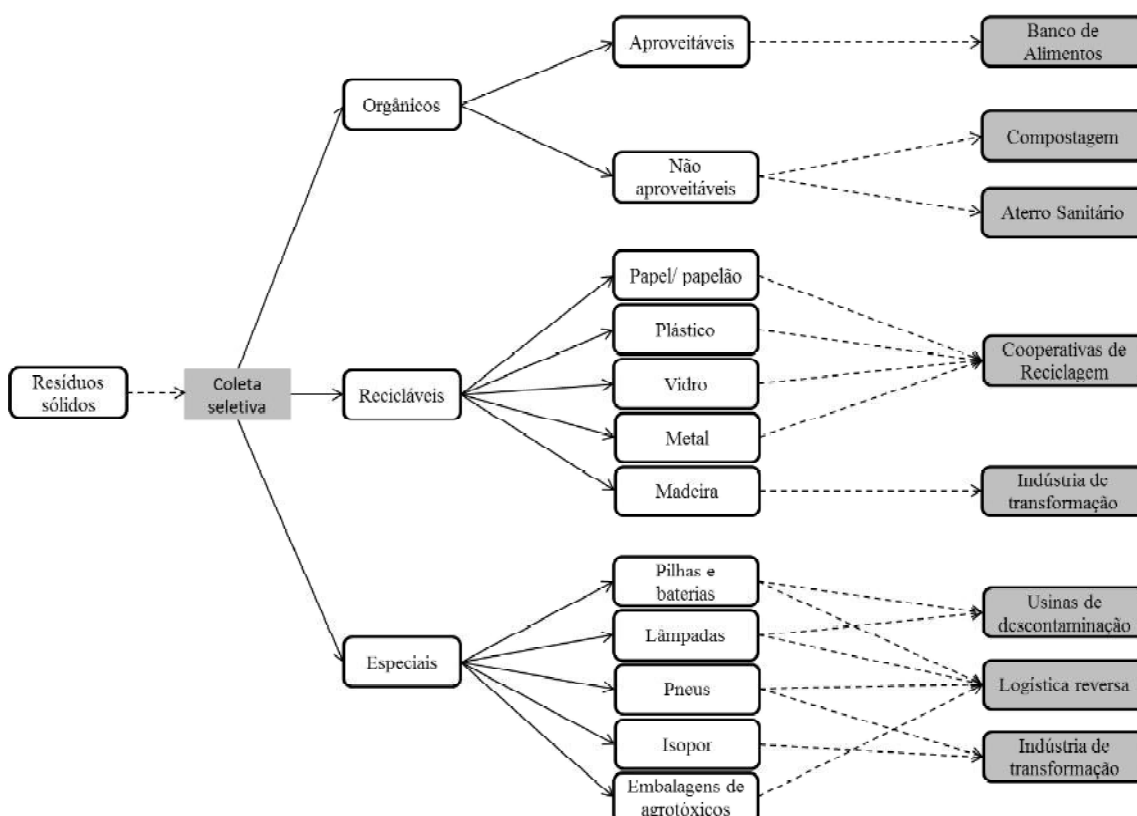 Aproveitáveis
Banco de
Alimentos
Orgânicos
Compostagem
Não
aproveitáveis
Aterro Sanitário
Papel/ papelão
Plástico
Cooperativas de
Reciclagem
Resíduos
sólidos
Coleta
seletiva
Recicláveis
Vidro
Metal
Madeira
Indústria de
transformação
Pilhas e
baterias
Usinas de
descontaminação
Lâmpadas
Especiais
Pneus
Logística reversa
Isopor
Indústria de
transformação
Embalagens de
agrotóxicos